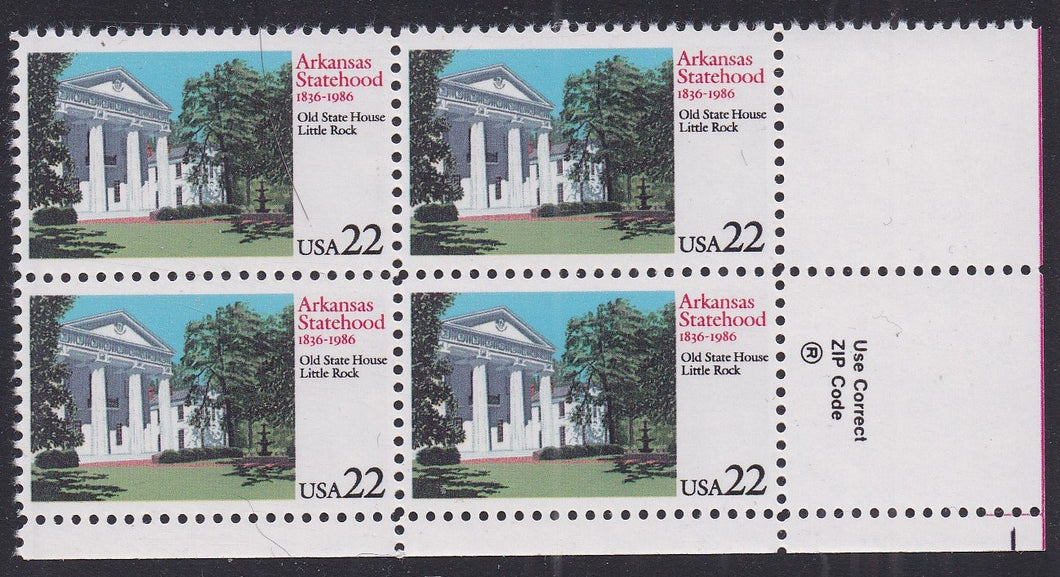 Arkansas
Statehood
1836-1986
Old State House
Little Rock
USA22
Arkansas
Statehood
1836-1986
Old State House
Little Rock
USA22
Arkansas
Statehood
1836-1986
Old State House
Little Rock
USA22
Arkansas
Statehood
1836-1986
Old State House
Little Rock
USA22
Use Correct
ZIP Code
®